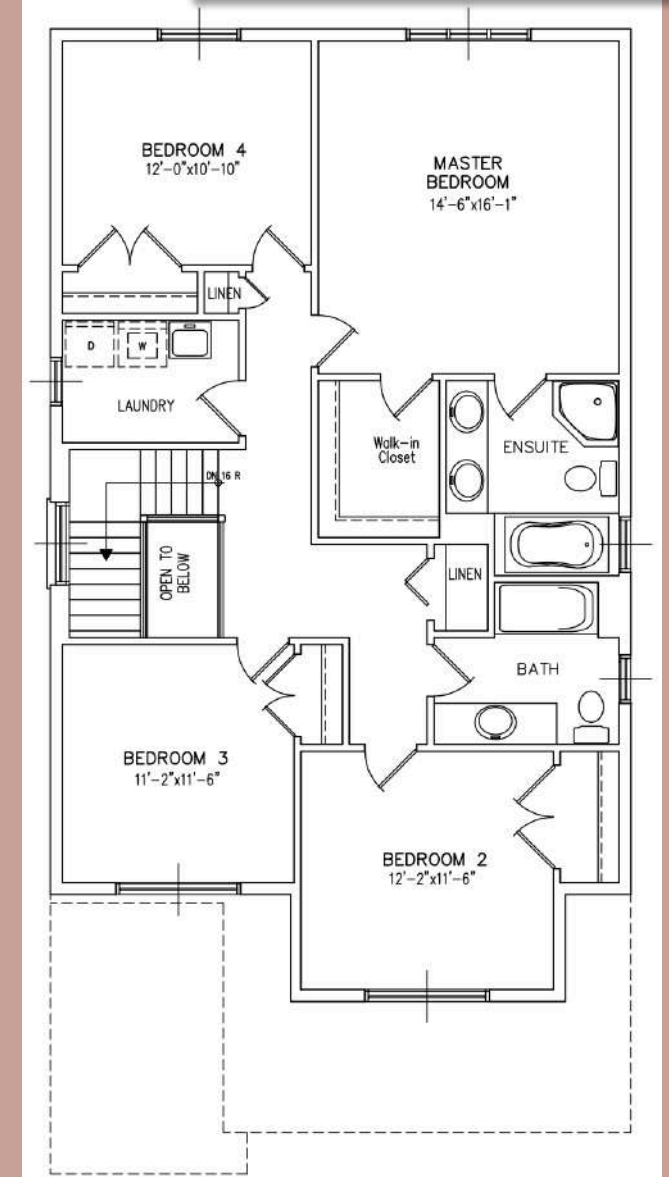 BEDROOM 4
12'-0"x10'-10"
MASTER
BEDROOM
14'-6"x16'-1"
LINEN
D
W
LAUNDRY
Walk-in
Closet
ENSUITE
DN 16 R
OPEN TO
BELOW
LINEN
BATH
BEDROOM 3
11'-2"x11'-6"
BEDROOM 2
12'-2"x11'-6"